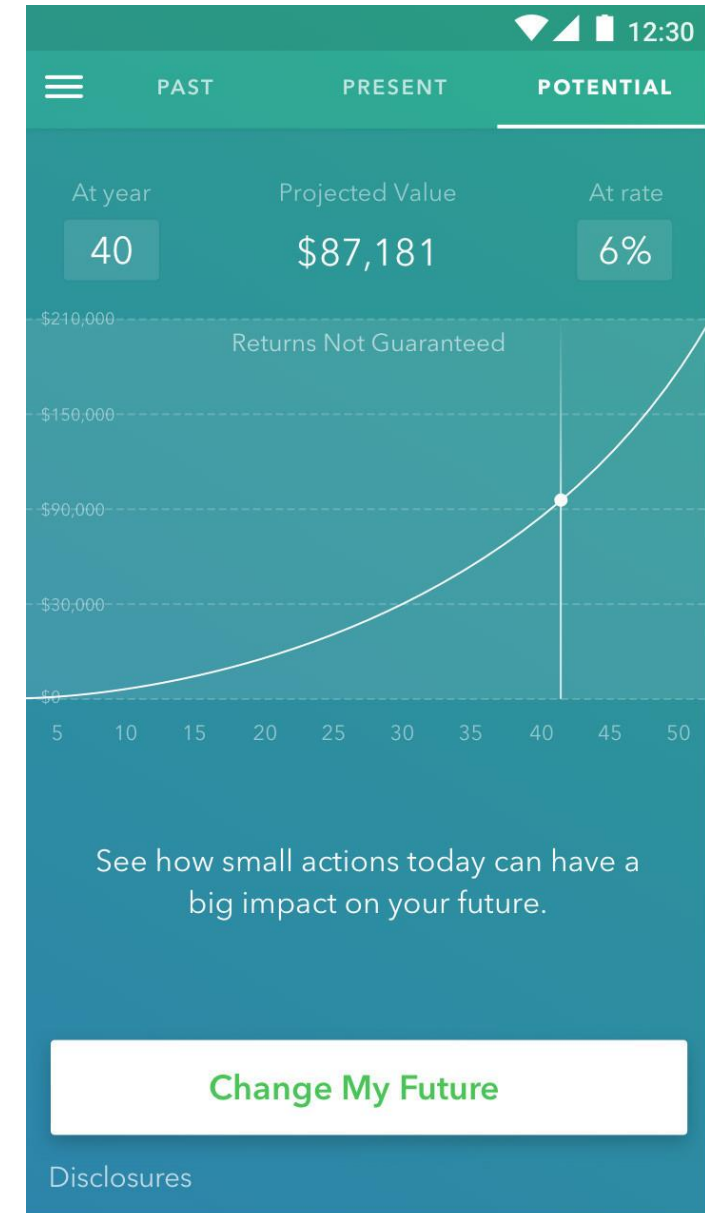 12:30
PAST PRESENT POTENTIAL
At year Projected Value At rate
40 $87,181 6%
$210,000
Returns Not Guaranteed
$150,000
$90,000
$30,000
$0
5 10 15 20 25 30 35 40 45 50
See how small actions today can have a
big impact on your future.
Change My Future
Disclosures